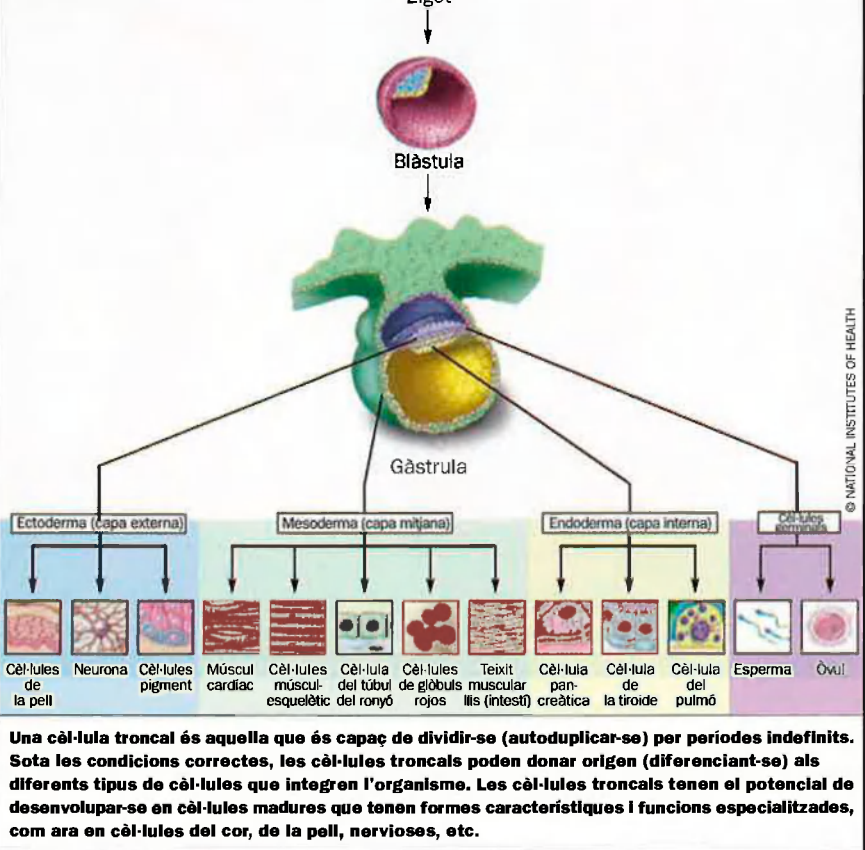 Zigot
Blàstula
Gàstrula
© NATIONAL INSTITUTES OF HEALTH
Ectoderma (capa externa)
Mesoderma (capa mitjana)
Endoderma (capa interna)
Cèl·lules
germinals
Cèl·lules
de
la pell
Neurona
Cèl·lules
pigment
Múscul
cardíac
Cèl·lules
múscul-
esquelètic
Cèl·lula
del túbul
del ronyó
Cèl·lules
de glòbuls
rojos
Teixit
muscular
llis (intestí)
Cèl·lula
pan-
creàtica
Cèl·lula
de
la tiroide
Cèl·lula
del
pulmó
Esperma
Òvul
Una cèl·lula troncal és aquella que és capaç de dividir-se (autoduplicar-se) per períodes indefinits.
Sota les condicions correctes, les cèl·lules troncals poden donar origen (diferenciant-se) als
diferents tipus de cèl·lules que integren l'organisme. Les cèl·lules troncals tenen el potencial de
desenvolupar-se en cèl·lules madures que tenen formes característiques i funcions especialitzades,
com ara en cèl·lules del cor, de la pell, nervioses, etc.